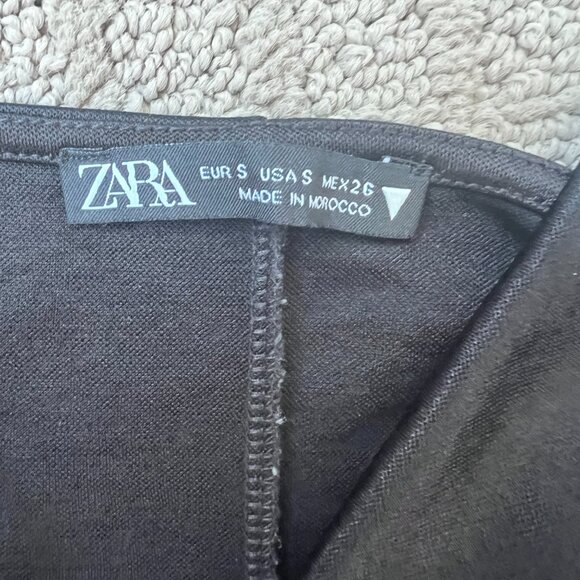 ZARA
EUR S USA S MEX 26
MADE IN MOROCCO